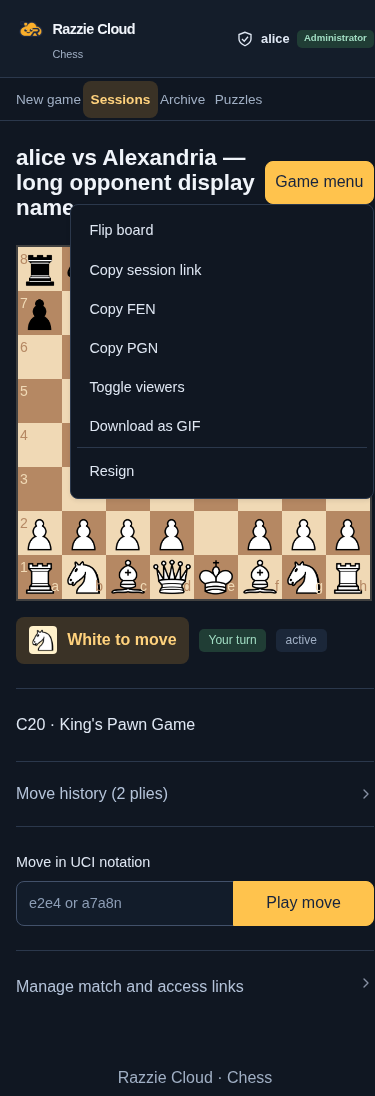 Razzie Cloud
Chess
alice Administrator
New game Sessions Archive Puzzles
alice vs Alexandria —
long opponent display
name
Game menu
Flip board
Copy session link
Copy FEN
Copy PGN
Toggle viewers
Download as GIF
Resign
8
7
6
5
4
3
2
1
a b c d e f g h
White to move Your turn active
C20 · King's Pawn Game
Move history (2 plies)
Move in UCI notation
e2e4 or a7a8n Play move
Manage match and access links
Razzie Cloud · Chess